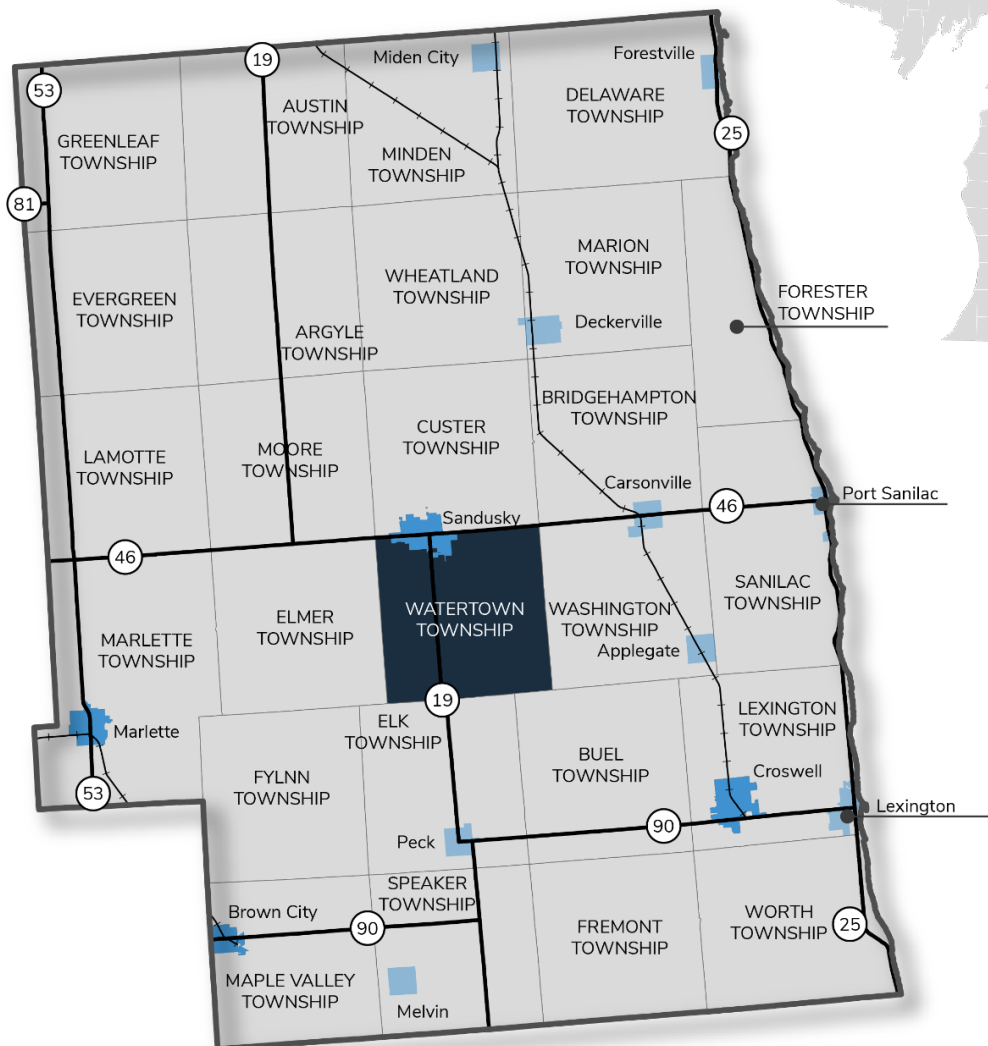 19
Miden City
Forestville
53
DELAWARE
TOWNSHIP
AUSTIN
TOWNSHIP
25
GREENLEAF
TOWNSHIP
MINDEN
TOWNSHIP
81
MARION
TOWNSHIP
WHEATLAND
TOWNSHIP
FORESTER
TOWNSHIP
EVERGREEN
TOWNSHIP
Deckerville
ARGYLE
TOWNSHIP
BRIDGEHAMPTON
TOWNSHIP
CUSTER
TOWNSHIP
MOORE
TOWNSHIP
LAMOTTE
TOWNSHIP
Carsonville
Port Sanilac
46
Sandusky
46
SANILAC
TOWNSHIP
WATERTOWN
TOWNSHIP
WASHINGTON
TOWNSHIP
ELMER
TOWNSHIP
MARLETTE
TOWNSHIP
Applegate
19
LEXINGTON
TOWNSHIP
ELK
TOWNSHIP
Marlette
BUEL
TOWNSHIP
Croswell
FYLNN
TOWNSHIP
53
Lexington
90
Peck
SPEAKER
TOWNSHIP
Brown City
90
FREMONT
TOWNSHIP
WORTH
TOWNSHIP
25
MAPLE VALLEY
TOWNSHIP
Melvin